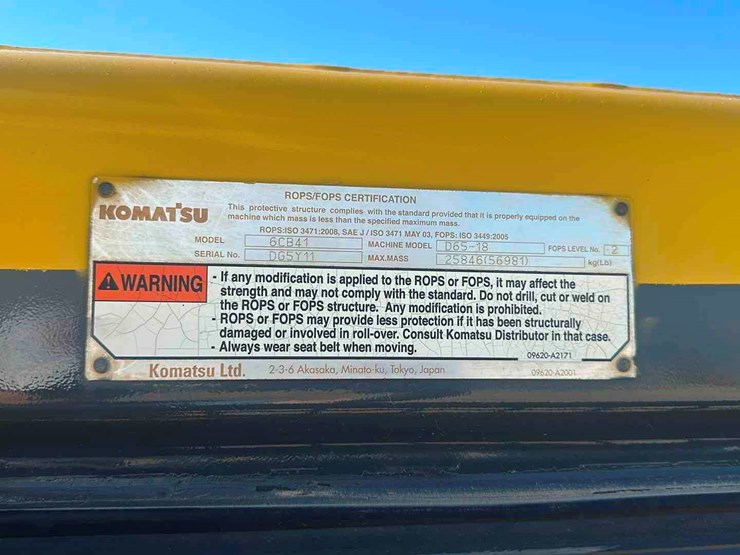 ROPS/FOPS CERTIFICATION
KOMATSU
This protective structure complies with the standard provided that it is properly equipped on the
machine which mass is less than the specified maximum mass.
ROPS:ISO 3471:2008, SAE J / ISO 3471 MAY 03, FOPS: ISO 3449:2005
MODEL 6CB41 MACHINE MODEL D65-18 FOPS LEVEL No. 2
SERIAL No. DG5Y11 MAX.MASS 25846(56981) kg(Lb)
WARNING
- If any modification is applied to the ROPS or FOPS, it may affect the
strength and may not comply with the standard. Do not drill, cut or weld on
the ROPS or FOPS structure. Any modification is prohibited.
- ROPS or FOPS may provide less protection if it has been structurally
damaged or involved in roll-over. Consult Komatsu Distributor in that case.
- Always wear seat belt when moving.
09620-A2171
Komatsu Ltd. 2-3-6 Akasaka, Minato-ku, Tokyo, Japan 09620-A2001